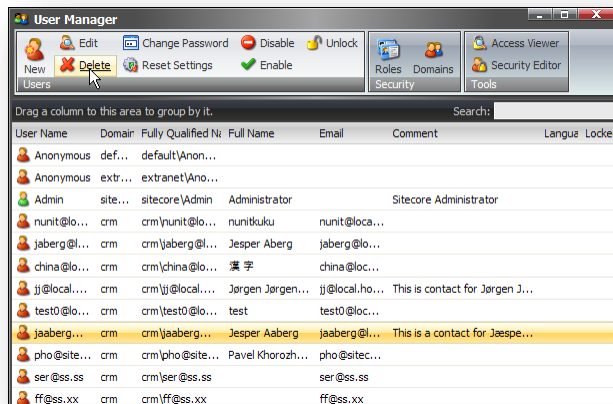 User Manager
New Edit Change Password Disable Unlock Roles Domains Access Viewer
Delete Reset Settings Enable Security Editor
Users Security Tools
Drag a column to this area to group by it. Search:
User Name Domain Fully Qualified Na Full Name Email Comment Langua Locke
Anonymous def... default\Anon...
Anonymous extr... extranet\Ano...
Admin site... sitecore\Admin Administrator Sitecore Administrator
nunit@lo... crm crm\nunit@lo... nunitkuku nunit@loca...
jaberg@l... crm crm\jaberg@l... Jesper Aberg jaberg@lo...
china@lo... crm crm\china@lo... 漢字 china@loc...
jj@local.... crm crm\jj@local.... Jørgen Jørgen... jj@local.ho... This is contact for Jørgen J...
test0@lo... crm crm\test0@lo... test test0@loc...
jaaberg... crm crm\jaaberg... Jesper Aaberg jaaberg@l... This is a contact for Jæspe...
pho@site... crm crm\pho@site... Pavel Khorozh... pho@sitec...
ser@ss.ss crm crm\ser@ss.ss ser@ss.ss
ff@ss.xx crm crm\ff@ss.xx ff@ss.xx